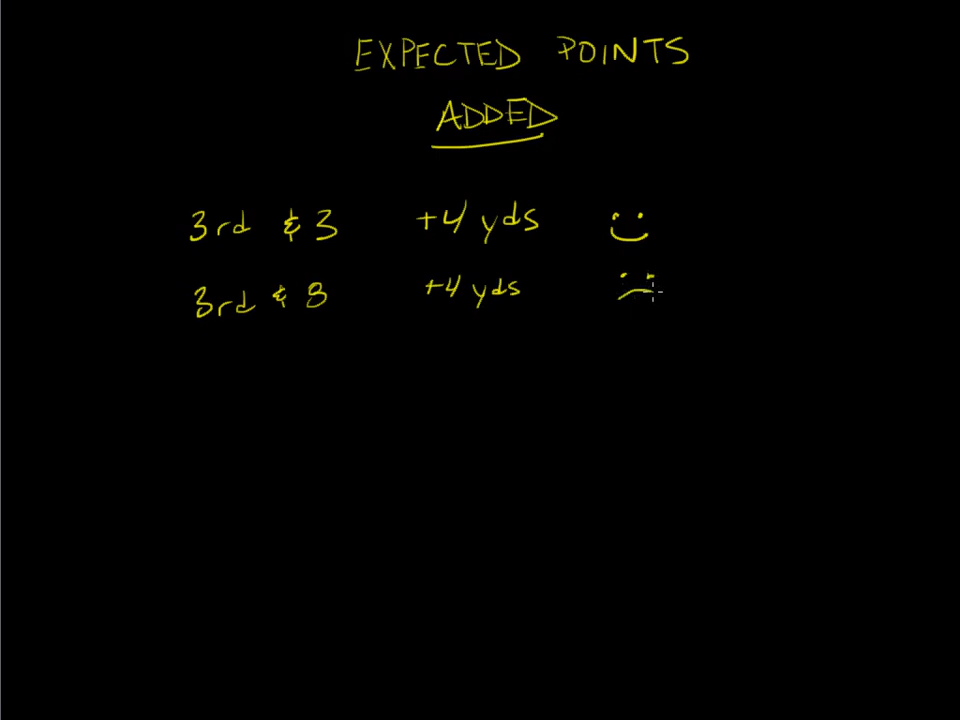 EXPECTED POINTS
ADDED
3rd & 3 +4 yds
3rd & 8 +4 yds